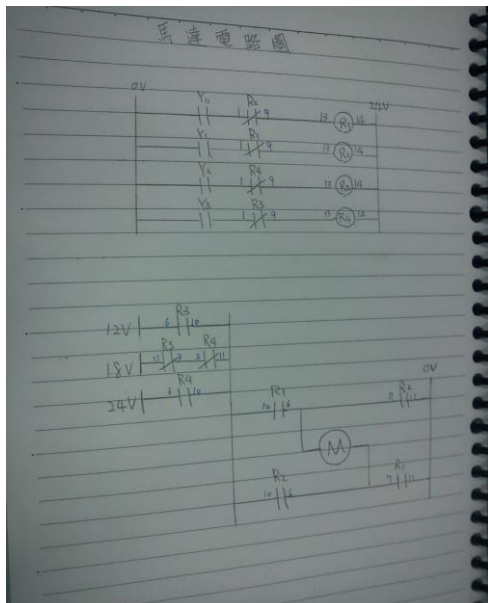 馬達電路圖
0V 24V
Y0 R2
1 9 13 R1 14
Y1 R1
1 9 13 R2 14
Y2 R4
1 9 13 R3 14
Y3 R3
1 9 13 R4 14
R3
12V 6 10
R3 R4
18V 11 3 11
R4
24V 6 10
0V
R1 R2
10 6 11
M
R2 R1
10 6 7 11